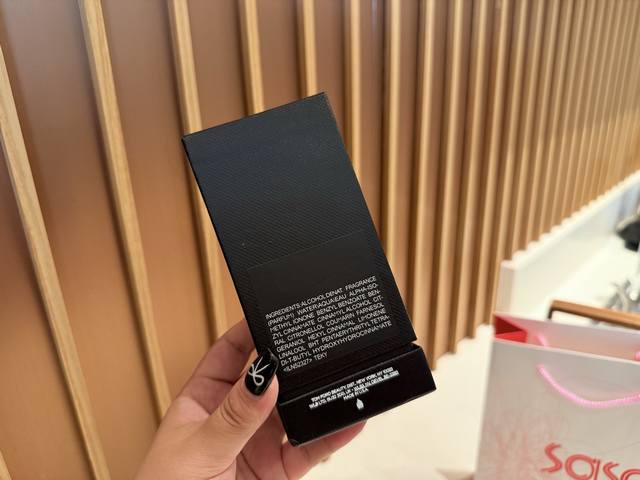 INGREDIENTS:ALCOHOL DENAT. FRAGRANCE
(PARFUM) WATER\AQUA\EAU ALPHA-ISO-
METHYL IONONE BENZYL BENZOATE BEN-
ZYL CINNAMATE CINNAMYL ALCOHOL CIT-
RAL CITRONELLOL COUMARIN FARNESOL
GERANIOL HEXYL CINNAMAL LIMONENE
LINALOOL BHT PENTAERYTHRITYL TETRA-
DI-T-BUTYL HYDROXYHYDROCINNAMATE
<ILN52327> TEKY
TOM FORD BEAUTY, DIST. NEW YORK, NY
MADE IN U.S.A.
sasa